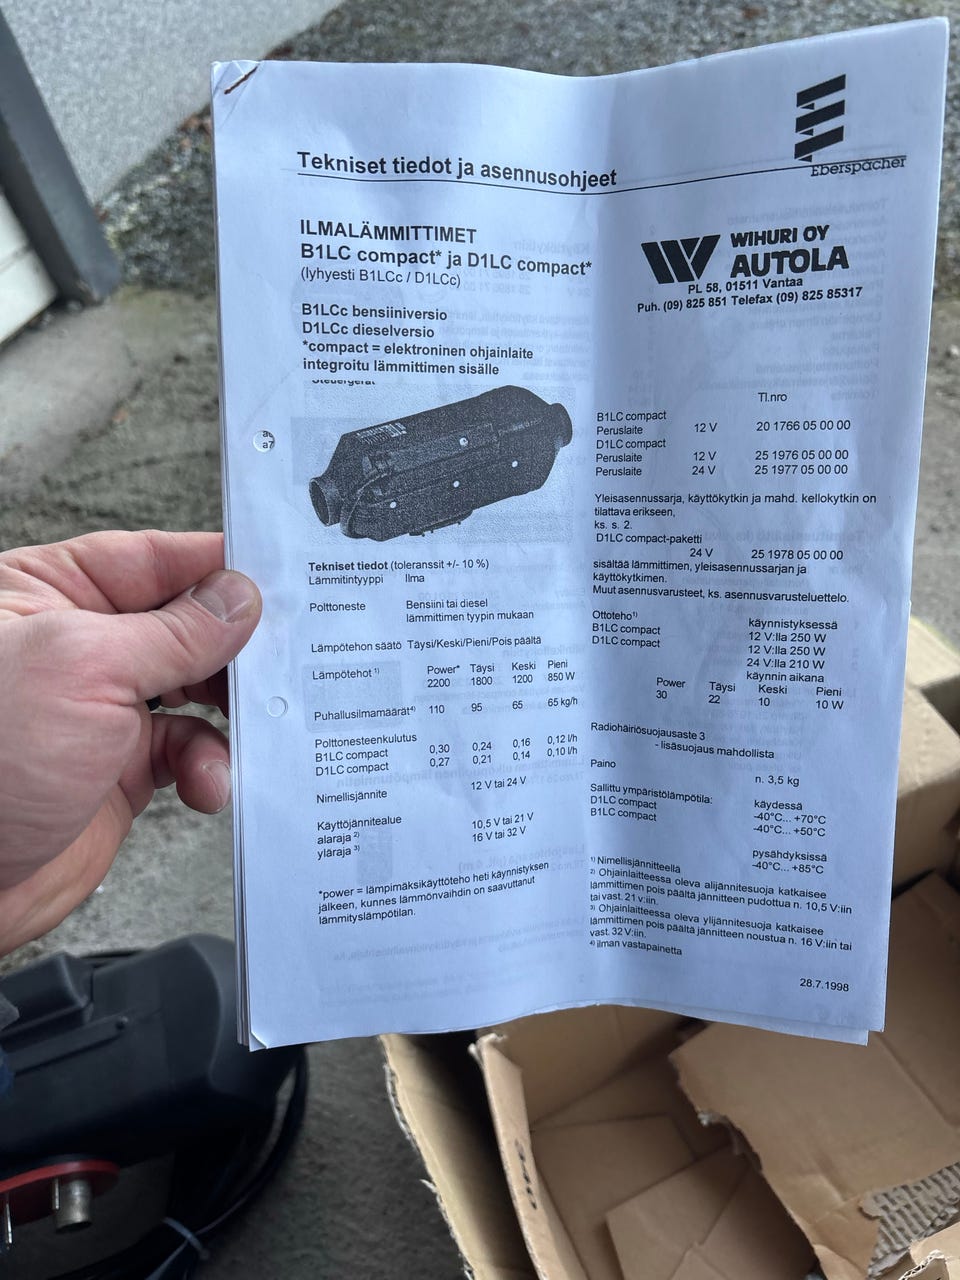 Eberspächer
Tekniset tiedot ja asennusohjeet
ILMALÄMMITTIMET
B1LC compact* ja D1LC compact*
(lyhyesti B1LCc / D1LCc)
B1LCc bensiiniversio
D1LCc dieselversio
*compact = elektroninen ohjainlaite
integroitu lämmittimen sisälle
Steuergerät
Tekniset tiedot (toleranssit +/- 10 %)
Lämmitintyyppi Ilma
Polttoneste Bensiini tai diesel
lämmittimen tyypin mukaan
Lämpötehon säätö Täysi/Keski/Pieni/Pois päältä
Lämpötehot 1) Power* Täysi Keski Pieni
2200 1800 1200 850 W
Puhallusilmamäärät4) 110 95 65 65 kg/h
Polttonesteenkulutus
B1LC compact 0,30 0,24 0,16 0,12 l/h
D1LC compact 0,27 0,21 0,14 0,10 l/h
Nimellisjännite 12 V tai 24 V
Käyttöjännitealue
alaraja 2) 10,5 V tai 21 V
yläraja 3) 16 V tai 32 V
*power = lämpimäksikäyttöteho heti käynnistyksen
jälkeen, kunnes lämmönvaihdin on saavuttanut
lämmityslämpötilan.
WIHURI OY
AUTOLA
PL 58, 01511 Vantaa
Puh. (09) 825 851 Telefax (09) 825 85317
Tl.nro
B1LC compact
Peruslaite 12 V 20 1766 05 00 00
D1LC compact
Peruslaite 12 V 25 1976 05 00 00
Peruslaite 24 V 25 1977 05 00 00
Yleisasennussarja, käyttökytkin ja mahd. kellokytkin on
tilattava erikseen,
ks. s. 2.
D1LC compact-paketti
24 V 25 1978 05 00 00
sisältää lämmittimen, yleisasennussarjan ja
käyttökytkimen.
Muut asennusvarusteet, ks. asennusvarusteluettelo.
Ottoteho1) käynnistyksessä
B1LC compact 12 V:lla 250 W
D1LC compact 12 V:lla 250 W
24 V:lla 210 W
käynnin aikana
Power Täysi Keski Pieni
30 22 10 10 W
Radiohäiriösuojausaste 3
- lisäsuojaus mahdollista
Paino n. 3,5 kg
Sallittu ympäristölämpötila:
käydessä
D1LC compact -40°C... +70°C
B1LC compact -40°C... +50°C
pysähdyksissä
-40°C... +85°C
1) Nimellisjännitteellä
2) Ohjainlaitteessa oleva alijännitesuoja katkaisee
lämmittimen pois päältä jännitteen pudottua n. 10,5 V:iin
tai vast. 21 v:iin.
3) Ohjainlaitteessa oleva ylijännitesuoja katkaisee
lämmittimen pois päältä jännitteen noustua n. 16 V:iin tai
vast. 32 V:iin.
4) ilman vastapainetta
28.7.1998